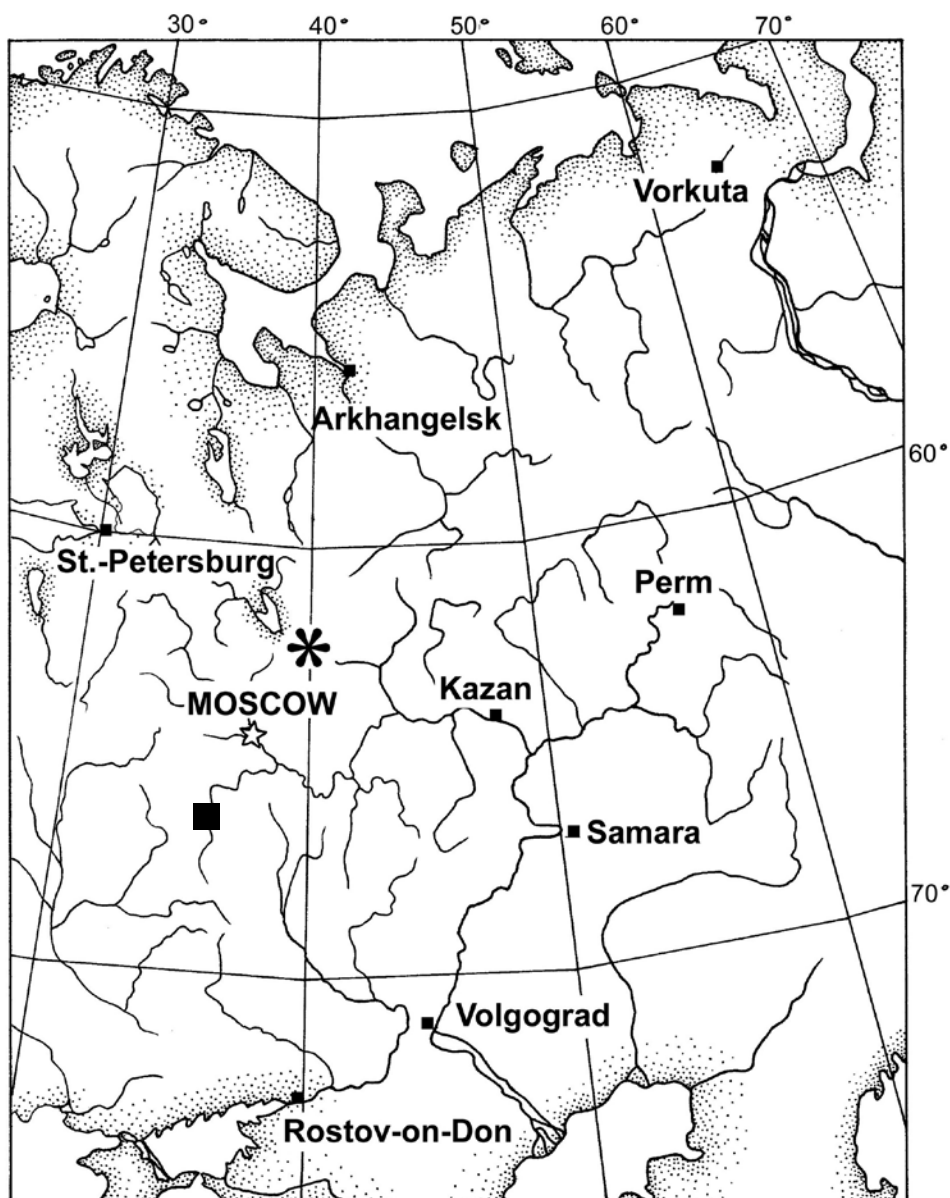 30° 40° 50° 60° 70°
Vorkuta
Arkhangelsk
60°
St.-Petersburg
Perm
*
Kazan
MOSCOW
Samara
70°
Volgograd
Rostov-on-Don